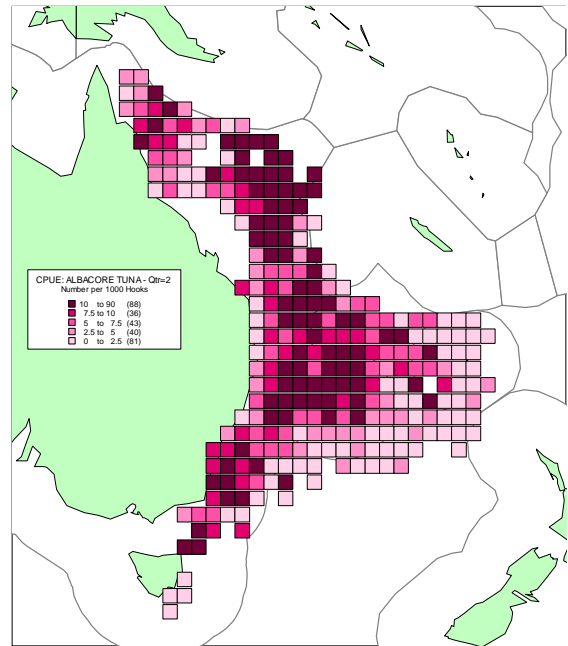 CPUE: ALBACORE TUNA - Qtr=2
Number per 1000 Hooks
10 to 90 (88)
7.5 to 10 (36)
5 to 7.5 (43)
2.5 to 5 (40)
0 to 2.5 (81)